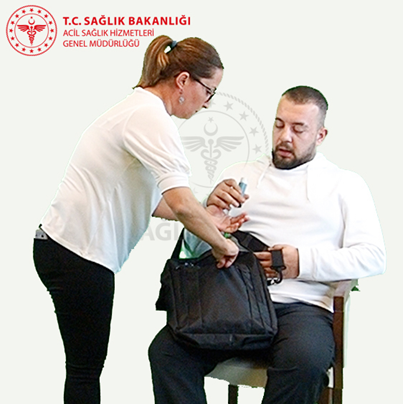 T.C. SAĞLIK BAKANLIĞI
ACİL SAĞLIK HİZMETLERİ
GENEL MÜDÜRLÜĞÜ